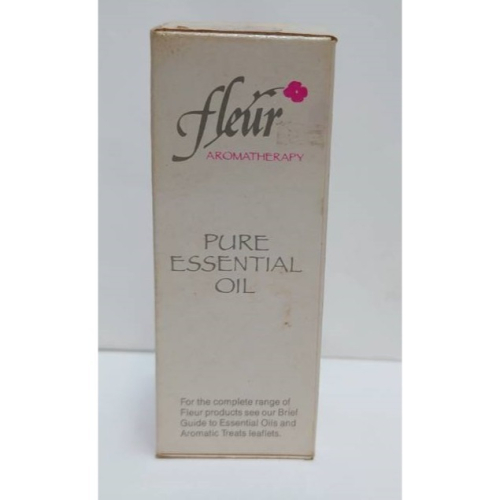 fleur
AROMATHERAPY
PURE
ESSENTIAL
OIL
For the complete range of
Fleur products see our Brief
Guide to Essential Oils and
Aromatic Treats leaflets.